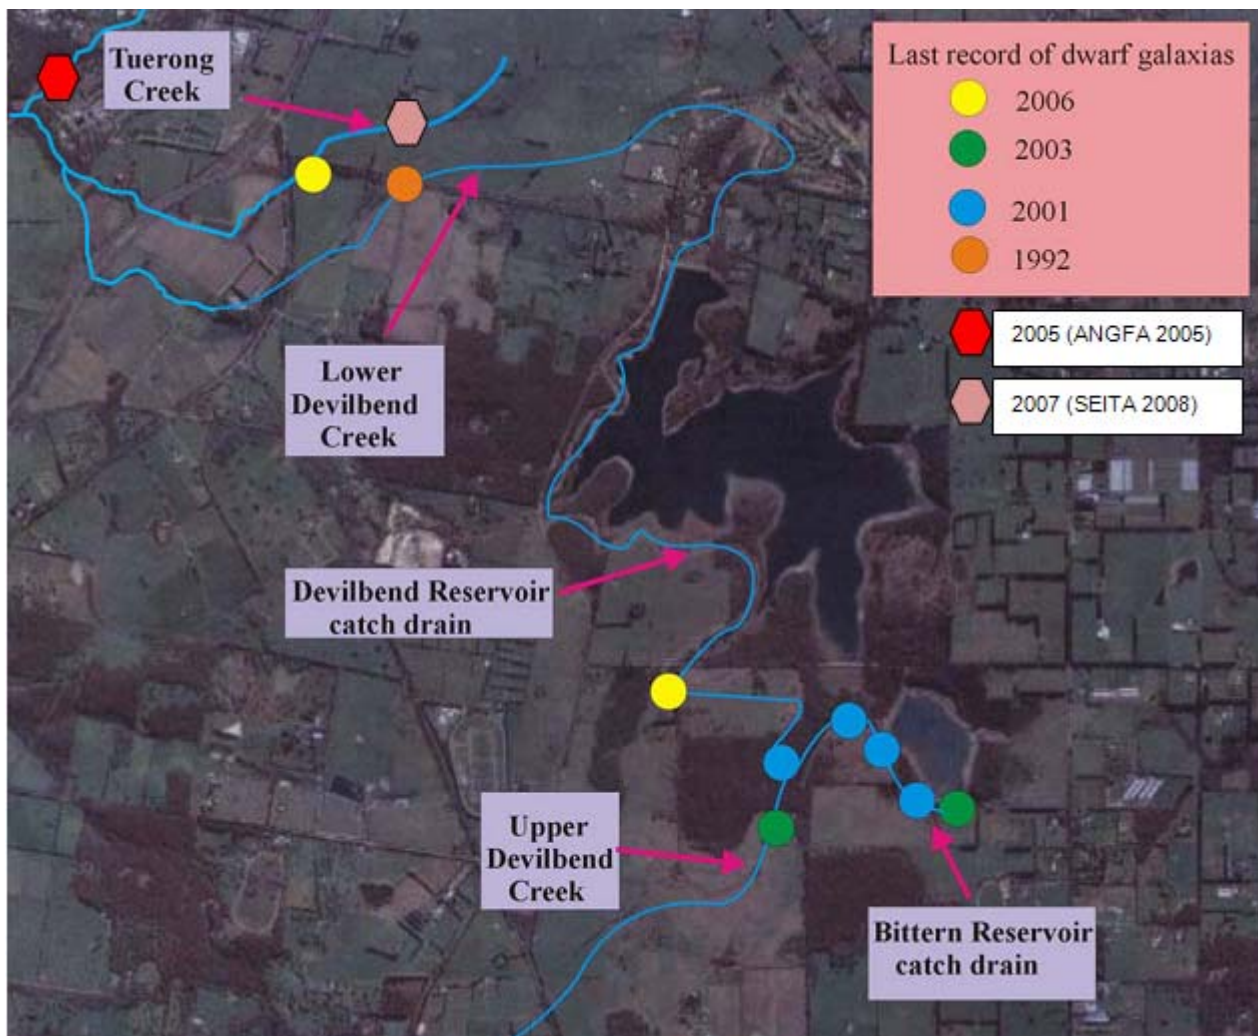 Tuerong
Creek
Last record of dwarf galaxias
2006
2003
2001
1992
2005 (ANGFA 2005)
2007 (SEITA 2008)
Lower
Devilbend
Creek
Devilbend Reservoir
catch drain
Upper
Devilbend
Creek
Bittern Reservoir
catch drain